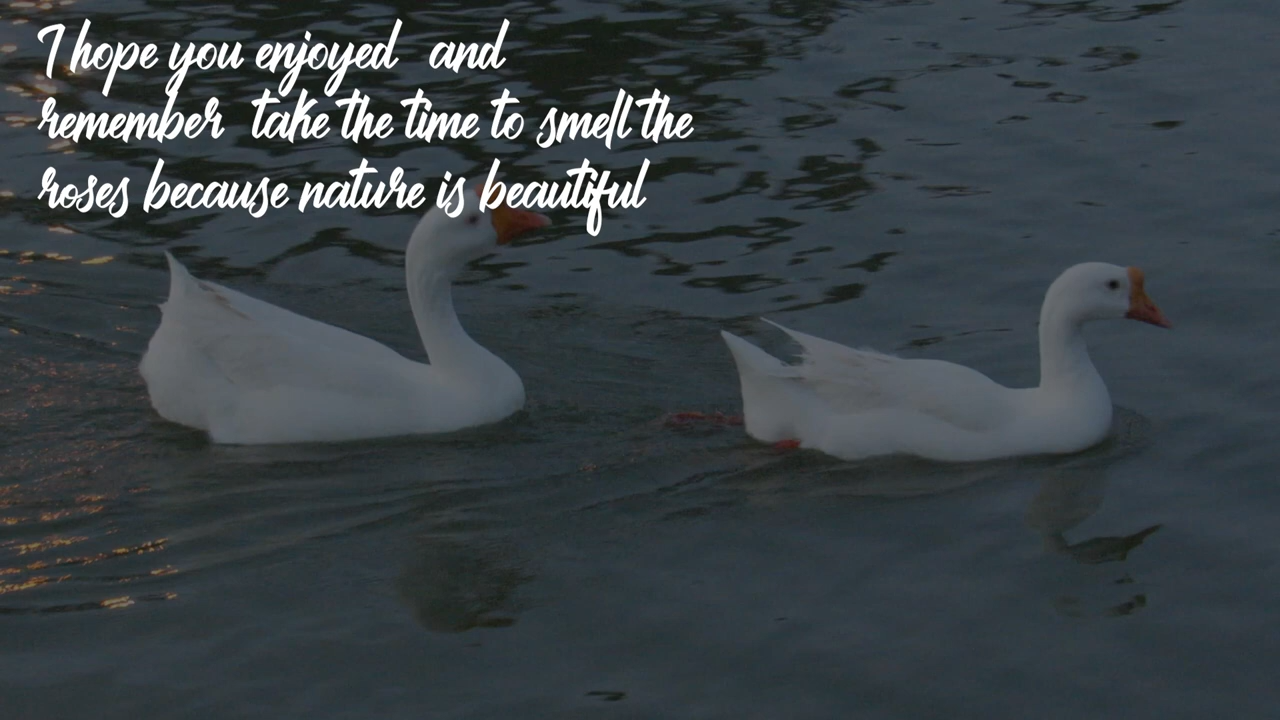 I hope you enjoyed and
remember take the time to smell the
roses because nature is beautiful